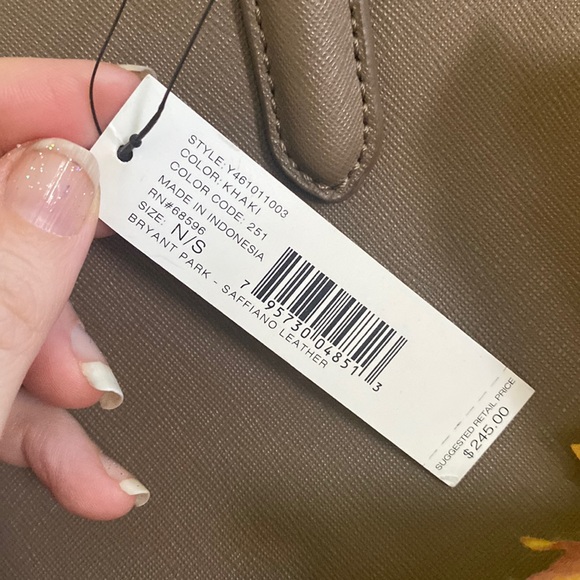 STYLE: Y461011003
COLOR: KHAKI
COLOR CODE: 251
MADE IN INDONESIA
RN#68596
SIZE: N/S
BRYANT PARK - SAFFIANO LEATHER
7 95730 04851 3
SUGGESTED RETAIL PRICE
$245.00